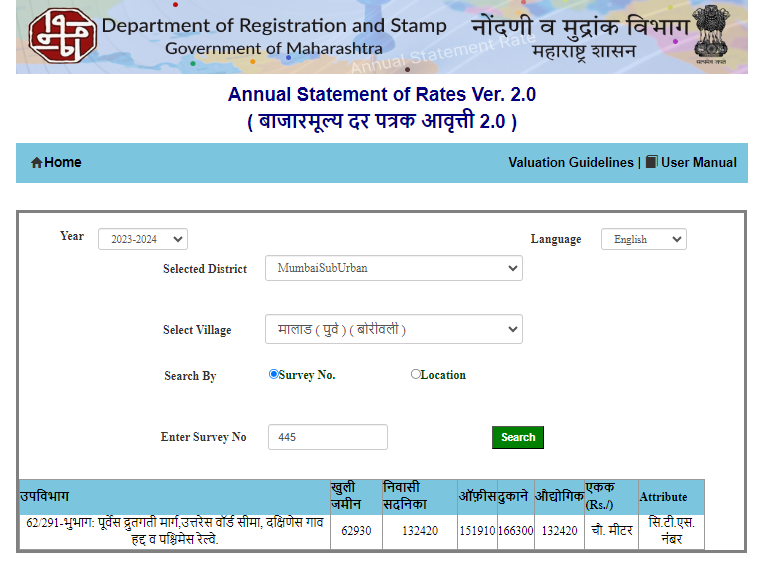 Department of Registration and Stamp
Government of Maharashtra
नोंदणी व मुद्रांक विभाग
महाराष्ट्र शासन
Annual Statement Rate
Annual Statement of Rates Ver. 2.0
( बाजारमूल्य दर पत्रक आवृत्ती 2.0 )
Home
Valuation Guidelines | User Manual
Year 2023-2024 Language English
Selected District MumbaiSubUrban
Select Village मालाड ( पुर्व ) ( बोरीवली )
Search By Survey No. Location
Enter Survey No 445 Search
उपविभाग खुली जमीन निवासी सदनिका ऑफ़ीस दुकाने औद्योगिक एकक (Rs./) Attribute
62/291-भुभाग: पूर्वेस द्रुतगती मार्ग,उत्तरेस वॉर्ड सीमा, दक्षिणेस गाव हद्द व पश्चिमेस रेल्वे. 62930 132420 151910 166300 132420 चौ. मीटर सि.टी.एस. नंबर